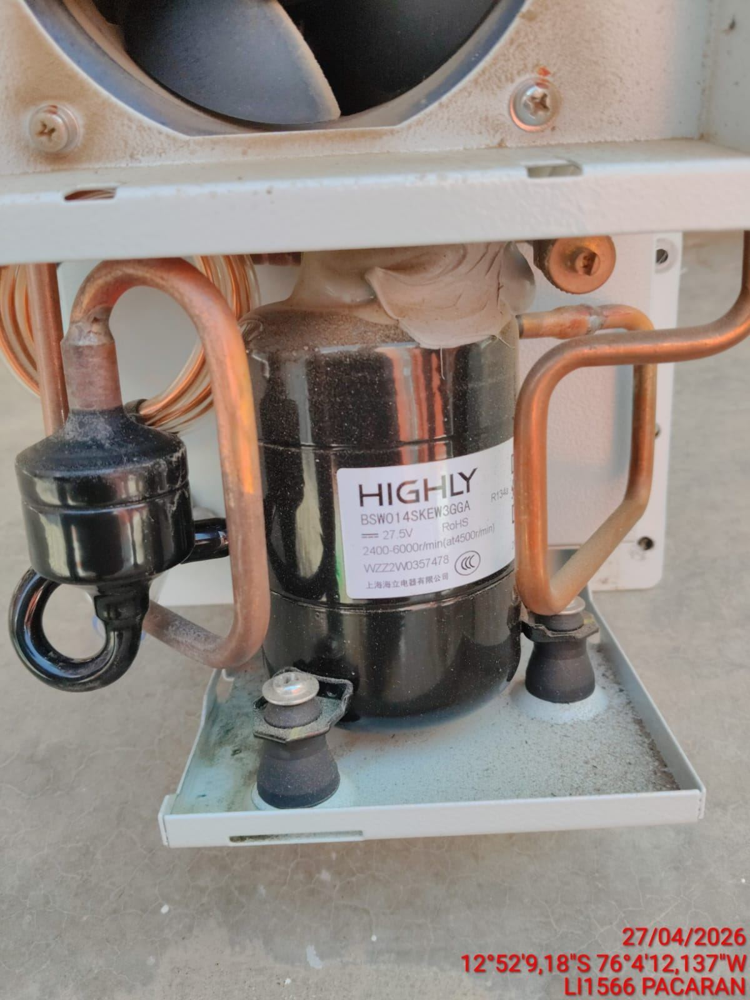 HIGHLY
R134a
BSW014SKEW3GGA
27.5V RoHS
2400-6000r/min(at4500r/min)
WZZ2W0357478
CCC
上海海立电器有限公司
27/04/2026
12°52'9,18"S 76°4'12,137"W
LI1566 PACARAN